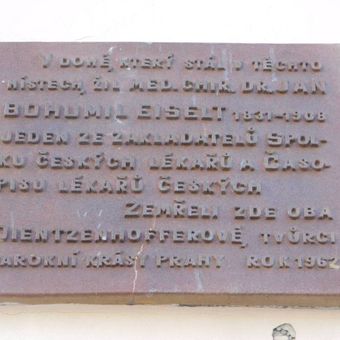 V DOMĚ, KTERÝ STÁL V TĚCHTO
MÍSTECH, ŽIL MED. CHIR. DR. JAN
BOHUMIL EISELT 1831-1908
JEDEN ZE ZAKLADATELŮ SPOL-
KU ČESKÝCH LÉKAŘŮ A ČASO-
PISU LÉKAŘŮ ČESKÝCH
ZEMŘELI ZDE OBA
DIENTZENHOFFEROVÉ, TVŮRCI
BAROKNÍ KRÁSY PRAHY ROK 1962